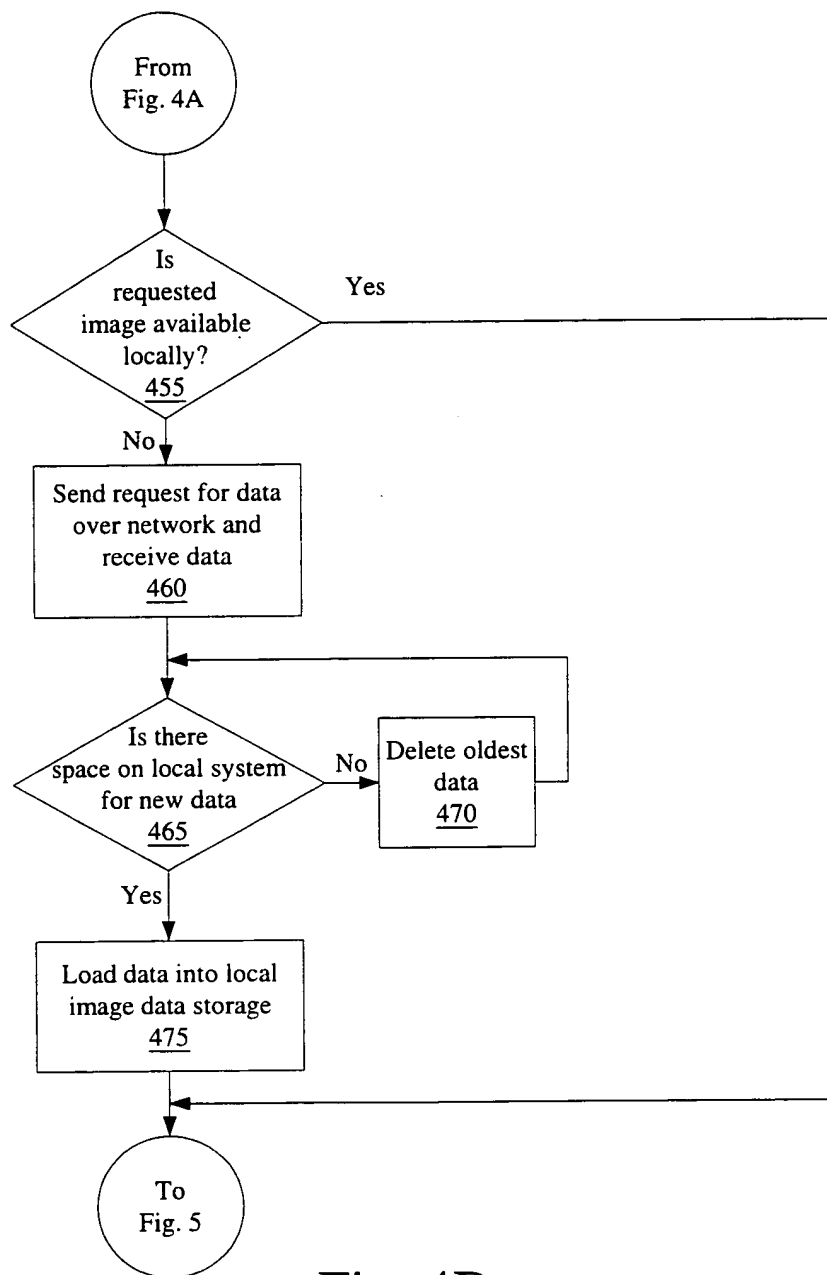 From
Fig. 4A
Is
requested
image available
locally?
455
Yes
No
Send request for data
over network and
receive data
460
Is there
space on local system
for new data
465
No
Delete oldest
data
470
Yes
Load data into local
image data storage
475
To
Fig. 5